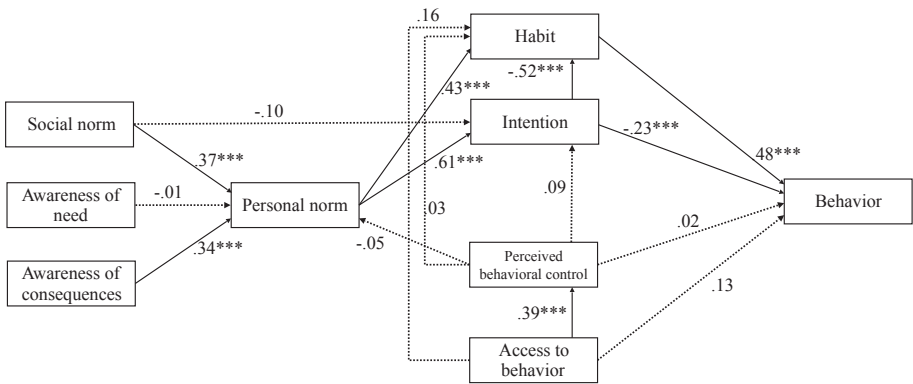 .16
Habit
-.52***
.43***
-.10
Social norm
Intention
-.23***
.37***
.61***
.48***
Awareness of
need
-.01
Personal norm
.09
Behavior
.03
.02
-.05
.34***
Perceived
behavioral control
Awareness of
consequences
.13
.39***
Access to
behavior